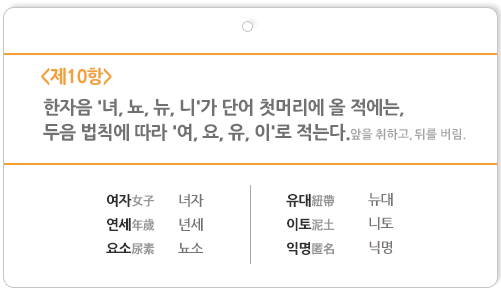 <제10항>
한자음 '녀, 뇨, 뉴, 니'가 단어 첫머리에 올 적에는,
두음 법칙에 따라 '여, 요, 유, 이'로 적는다.앞을 취하고, 뒤를 버림.
여자女子 녀자 유대紐帶 뉴대
연세年歲 년세 이토泥土 니토
요소尿素 뇨소 익명匿名 닉명